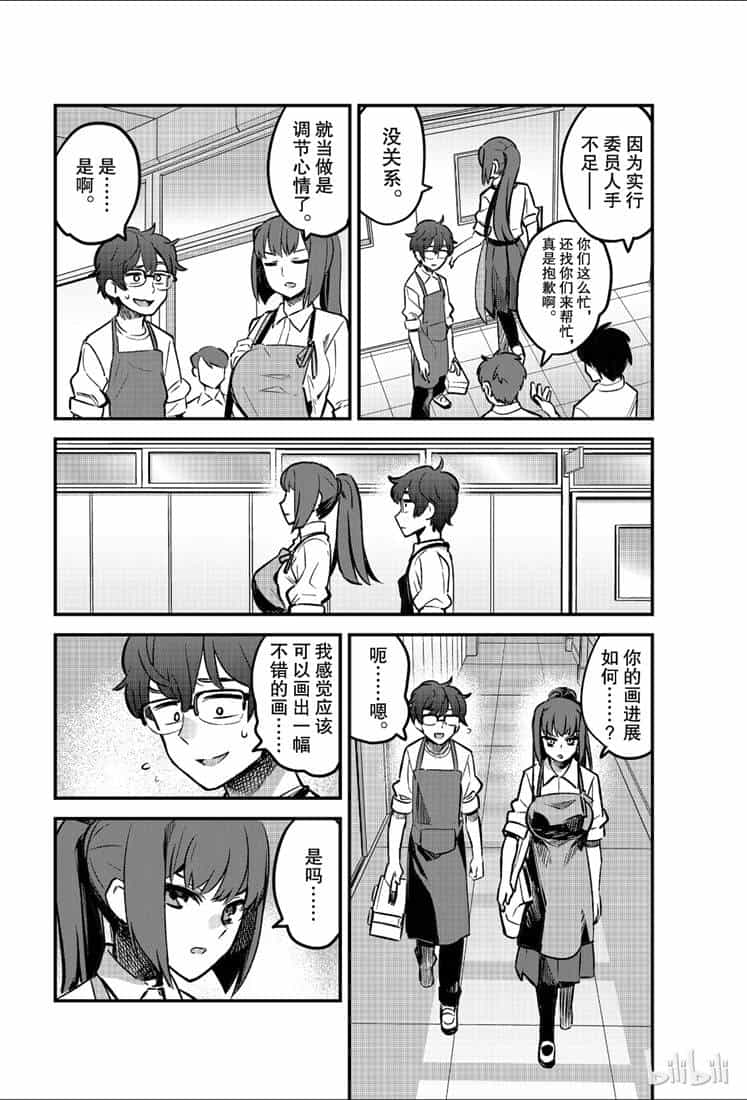 因为实行
委员人手
不足——
你们这么忙，
还找你们来帮忙，
真是抱歉啊。
没关系。
就当做是
调节心情了。
是……
是啊。
你的画进展
如何……？
呃……嗯。
我感觉应该
可以画出一幅
不错的画……
是吗…
bilibili